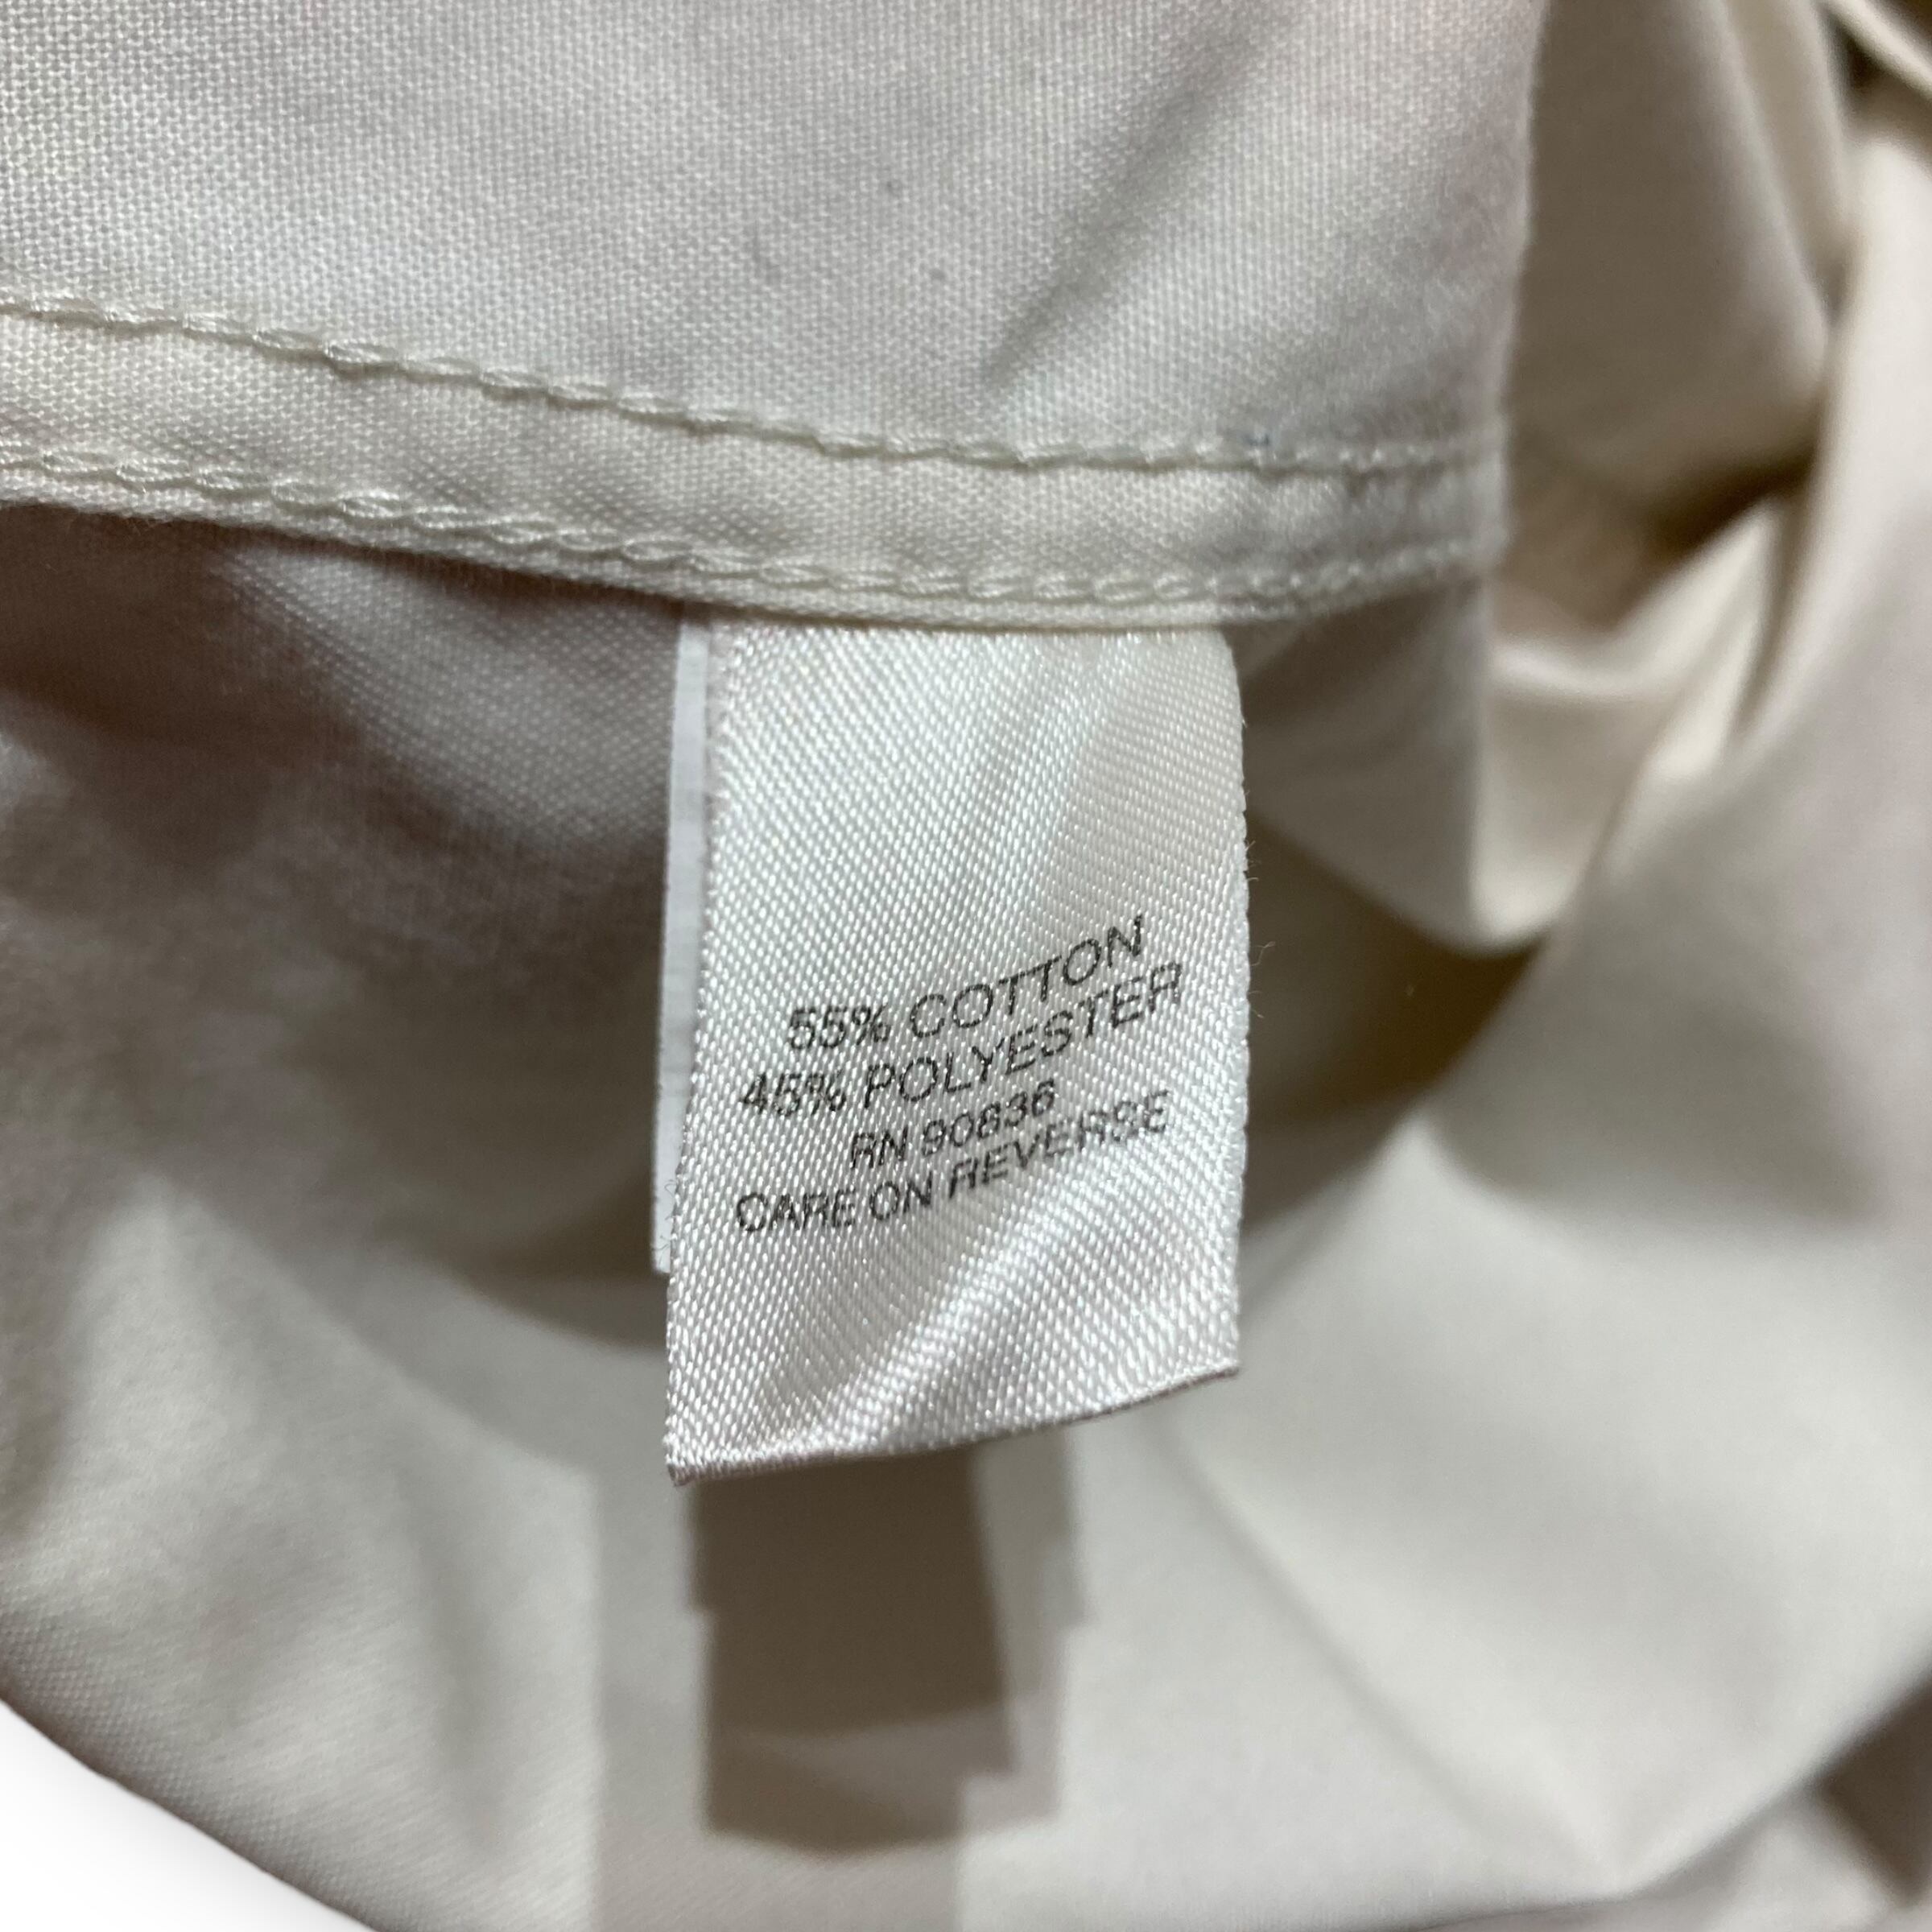 55% COTTON
45% POLYESTER
RN 90836
CARE ON REVERSE